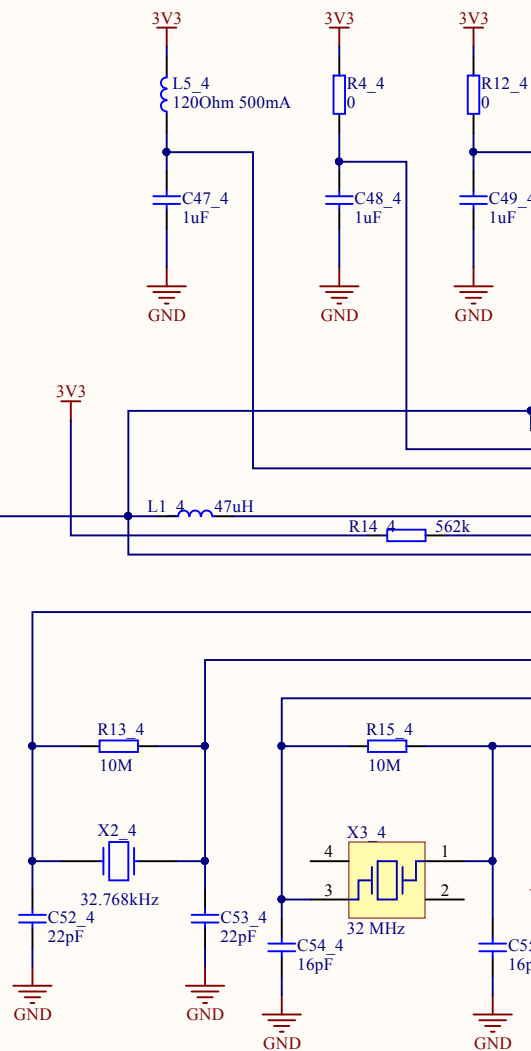 3V3
3V3
3V3
L5_4
120Ohm 500mA
R4_4
0
R12_4
0
C47_4
1uF
C48_4
1uF
C49_4
1uF
GND
GND
GND
3V3
L1_4
47uH
R14_4
562k
R13_4
10M
R15_4
10M
X2_4
32.768kHz
X3_4
4
1
3
2
32 MHz
C52_4
22pF
C53_4
22pF
C54_4
16pF
C55
16p
GND
GND
GND
GND